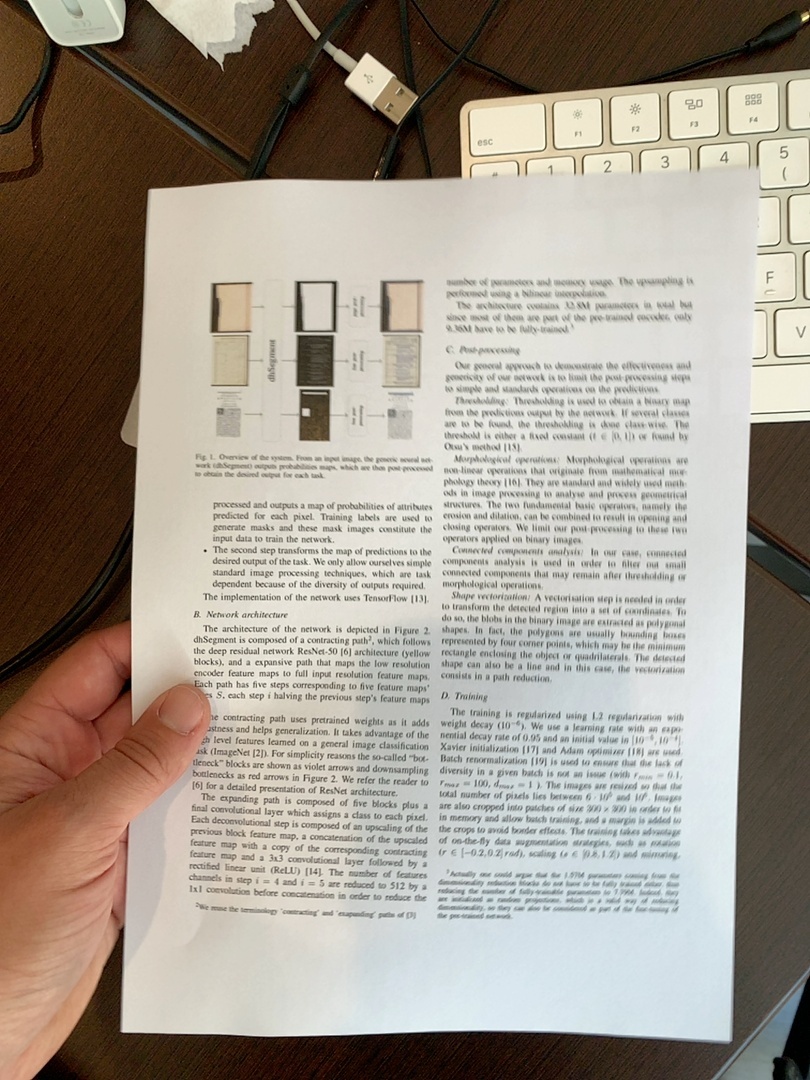 esc
F1
F2
F3
F4
1
2
3
4
5
(
F
V
dhSegment
Fig. 1. Overview of the system. From an input image, the generic neural net-
work (dhSegment) outputs probabilities maps, which are then post-processed
to obtain the desired output for each task.
processed and outputs a map of probabilities of attributes
predicted for each pixel. Training labels are used to
generate masks and these mask images constitute the
input data to train the network.
• The second step transforms the map of predictions to the
desired output of the task. We only allow ourselves simple
standard image processing techniques, which are task
dependent because of the diversity of outputs required.
The implementation of the network uses TensorFlow [13].
B. Network architecture
The architecture of the network is depicted in Figure 2.
dhSegment is composed of a contracting path², which follows
the deep residual network ResNet-50 [6] architecture (yellow
blocks), and a expansive path that maps the low resolution
encoder feature maps to full input resolution feature maps.
Each path has five steps corresponding to five feature maps'
S, each step i halving the previous step's feature maps
contracting path uses pretrained weights as it adds
and helps generalization. It takes advantage of the
level features learned on a general image classification
(ImageNet [2]). For simplicity reasons the so-called "bot-
tleneck" blocks are shown as violet arrows and downsampling
bottlenecks as red arrows in Figure 2. We refer the reader to
[6] for a detailed presentation of ResNet architecture.
The expanding path is composed of five blocks plus a
final convolutional layer which assigns a class to each pixel.
Each deconvolutional step is composed of an upscaling of the
previous block feature map, a concatenation of the upscaled
feature map with a copy of the corresponding contracting
feature map and a 3x3 convolutional layer followed by a
rectified linear unit (ReLU) [14]. The number of features
channels in step i = 4 and i = 5 are reduced to 512 by a
1x1 convolution before concatenation in order to reduce the
²We reuse the terminology 'contracting' and 'exapanding' paths of [3]
number of parameters and memory usage. The upsampling is
performed using a bilinear interpolation.
The architecture contains 32.8M parameters in total but
since most of them are part of the pre-trained encoder, only
9.36M have to be fully-trained.³
C. Post-processing
Our general approach to demonstrate the effectiveness and
genericity of our network is to limit the post-processing steps
to simple and standards operations on the predictions.
Thresholding: Thresholding is used to obtain a binary map
from the predictions output by the network. If several classes
are to be found, the thresholding is done class-wise. The
threshold is either a fixed constant (t ∈ [0, 1]) or found by
Otsu's method [15].
Morphological operations: Morphological operations are
non-linear operations that originate from mathematical mor-
phology theory [16]. They are standard and widely used meth-
ods in image processing to analyse and process geometrical
structures. The two fundamental basic operators, namely the
erosion and dilation, can be combined to result in opening and
closing operators. We limit our post-processing to these two
operators applied on binary images.
Connected components analysis: In our case, connected
components analysis is used in order to filter out small
connected components that may remain after thresholding or
morphological operations.
Shape vectorization: A vectorisation step is needed in order
to transform the detected region into a set of coordinates. To
do so, the blobs in the binary image are extracted as polygonal
shapes. In fact, the polygons are usually bounding boxes
represented by four corner points, which may be the minimum
rectangle enclosing the object or quadrilaterals. The detected
shape can also be a line and in this case, the vectorization
consists in a path reduction.
D. Training
The training is regularized using L2 regularization with
weight decay (10⁻⁶). We use a learning rate with an expo-
nential decay rate of 0.95 and an initial value in [10⁻⁵, 10⁻⁴].
Xavier initialization [17] and Adam optimizer [18] are used.
Batch renormalization [19] is used to ensure that the lack of
diversity in a given batch is not an issue (with r_max = 0.1,
r_max = 100, d_max = 1 ). The images are resized so that the
total number of pixels lies between 6 · 10⁵ and 10⁶. Images
are also cropped into patches of size 300 × 300 in order to fit
in memory and allow batch training, and a margin is added to
the crops to avoid border effects. The training takes advantage
of on-the-fly data augmentation strategies, such as rotation
(r ∈ [−0.2, 0.2] rad), scaling (s ∈ [0.8, 1.2]) and mirroring.
³Actually one could argue that the 1.57M parameters coming from the
dimensionality reduction blocks do not have to be fully trained either, thus
reducing the number of fully-trainable parameters to 7.79M. Indeed, they
are initialized as random projections, which is a valid way of reducing
dimensionality, so they can also be considered as part of the fine-tuning of
the pre-trained network.